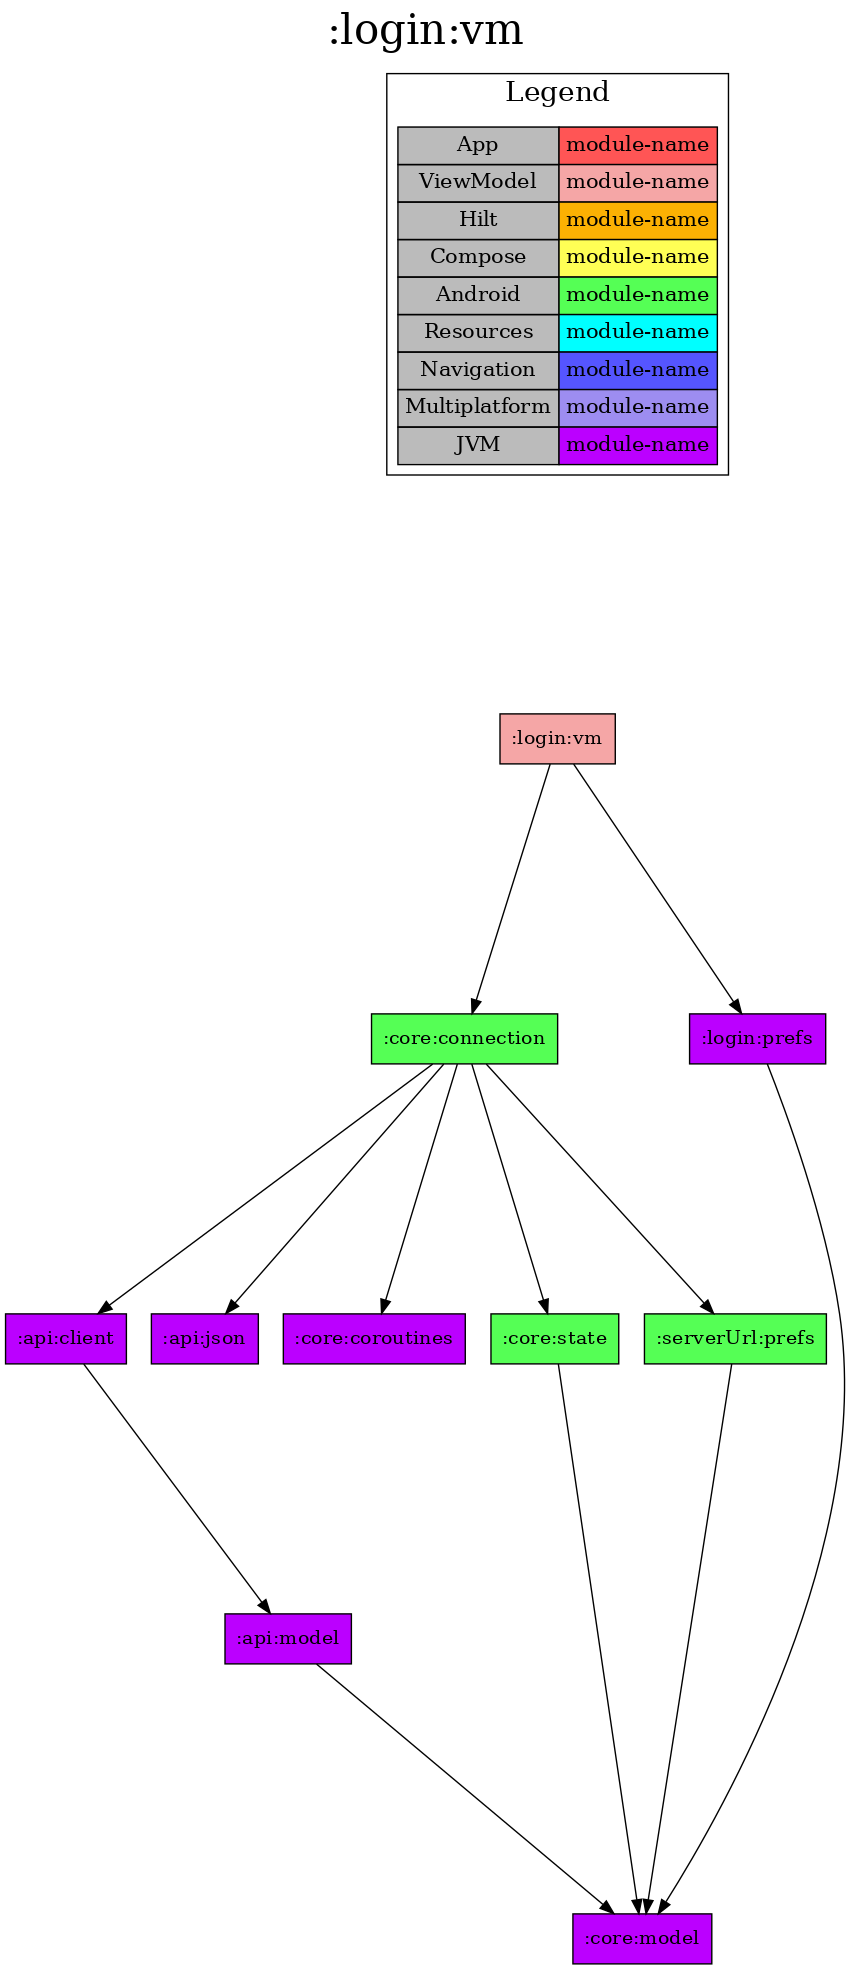 :login:vm
Legend
App module-name
ViewModel module-name
Hilt module-name
Compose module-name
Android module-name
Resources module-name
Navigation module-name
Multiplatform module-name
JVM module-name
:login:vm
:core:connection :login:prefs
:api:client :api:json :core:coroutines :core:state :serverUrl:prefs
:api:model
:core:model